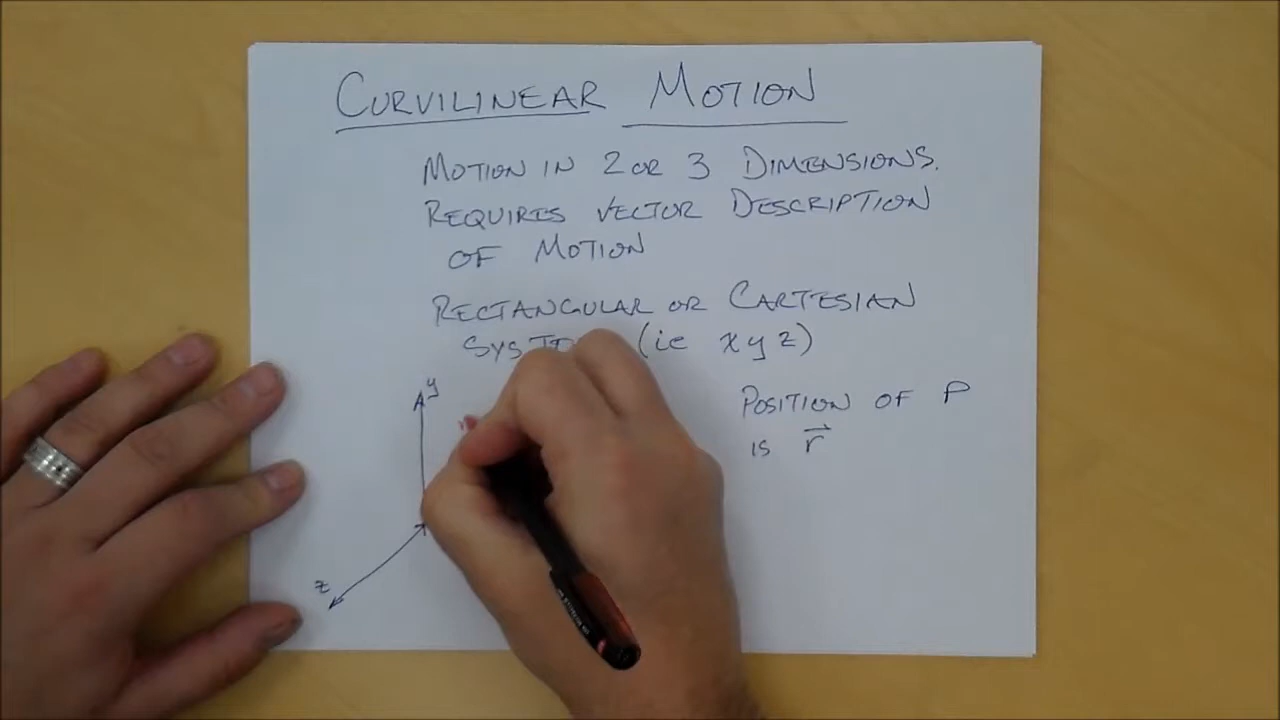 CURVILINEAR MOTION
MOTION IN 2 OR 3 DIMENSIONS.
REQUIRES VECTOR DESCRIPTION
OF MOTION
RECTANGULAR OR CARTESIAN
(ie x y z)
y
POSITION OF P
IS r⃗
z